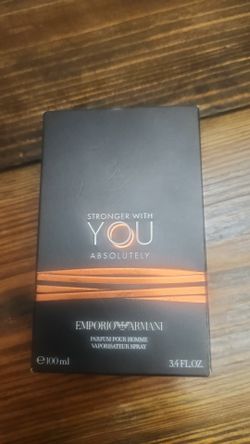 STRONGER WITH
YOU
ABSOLUTELY
EMPORIO ARMANI
PARFUM POUR HOMME
VAPORISATEUR SPRAY
℮100 ml
3.4 FL.OZ.